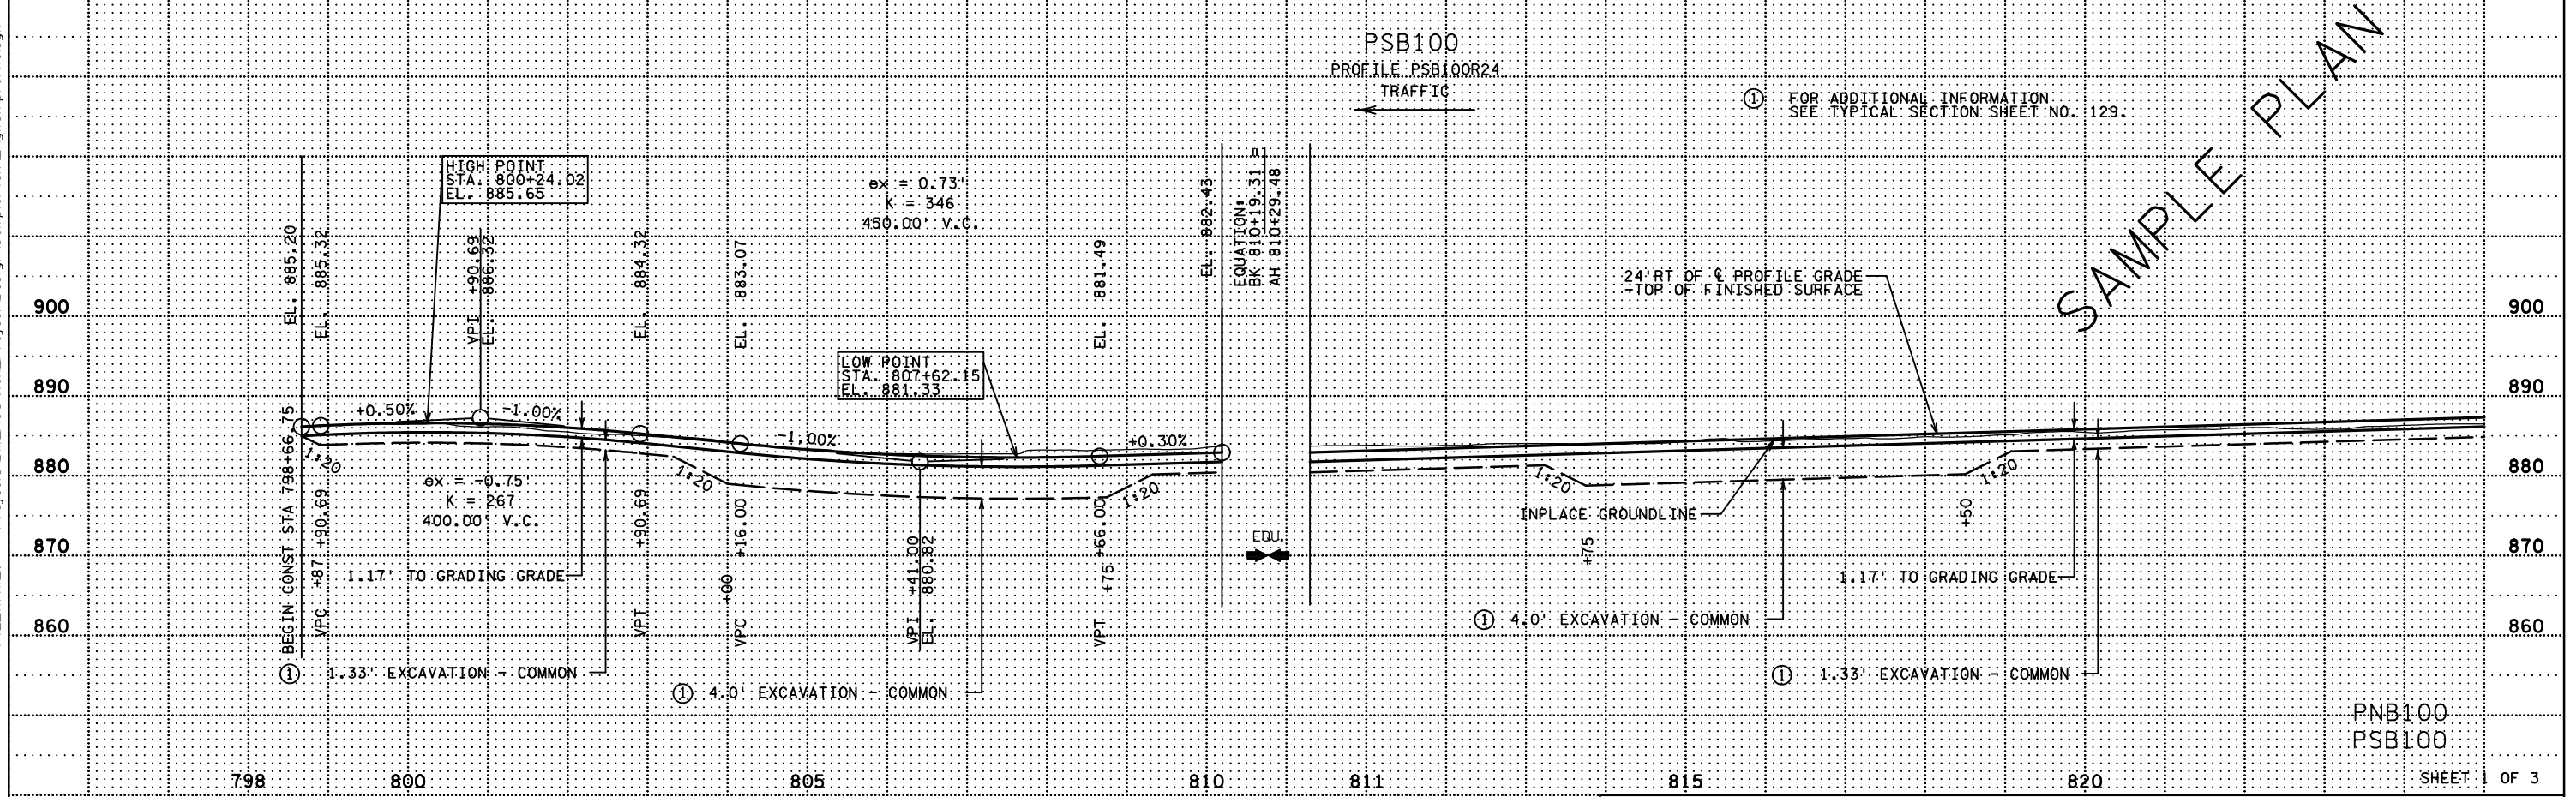 PSB100
PROFILE PSB100R24
TRAFFIC
① FOR ADDITIONAL INFORMATION
SEE TYPICAL SECTION SHEET NO. 129.
SAMPLE PLAN
HIGH POINT
STA. 800+24.02
EL. 885.65
ex = 0.73'
K = 346
450.00' V.C.
EL. 885.20
EL. 885.32
VPI +90.69
EL. 886.32
EL. 884.32
EL. 883.07
EL. 881.49
EL. 882.43
EQUATION:
BK 810+19.31 =
AH 810+29.48
24'RT OF ℄ PROFILE GRADE
-TOP OF FINISHED SURFACE
900
900
LOW POINT
STA. 807+62.15
EL. 881.33
890
890
+0.50%
-1.00%
-1.00%
+0.30%
880
880
1:20
1:20
1:20
1:20
1:20
ex = -0.75'
K = 267
400.00' V.C.
INPLACE GROUNDLINE
870
870
EQU.
BEGIN CONST STA 798+66.75
VPC +90.69
+87
VPT +90.69
+00
VPC +16.00
VPI +41.00
EL. 880.82
VPT +66.00
+75
+75
+50
1.17' TO GRADING GRADE
1.17' TO GRADING GRADE
860
860
① 4.0' EXCAVATION - COMMON
① 1.33' EXCAVATION - COMMON
① 1.33' EXCAVATION - COMMON
① 4.0' EXCAVATION - COMMON
PNB100
PSB100
798 800 805 810 811 815 820
SHEET 1 OF 3